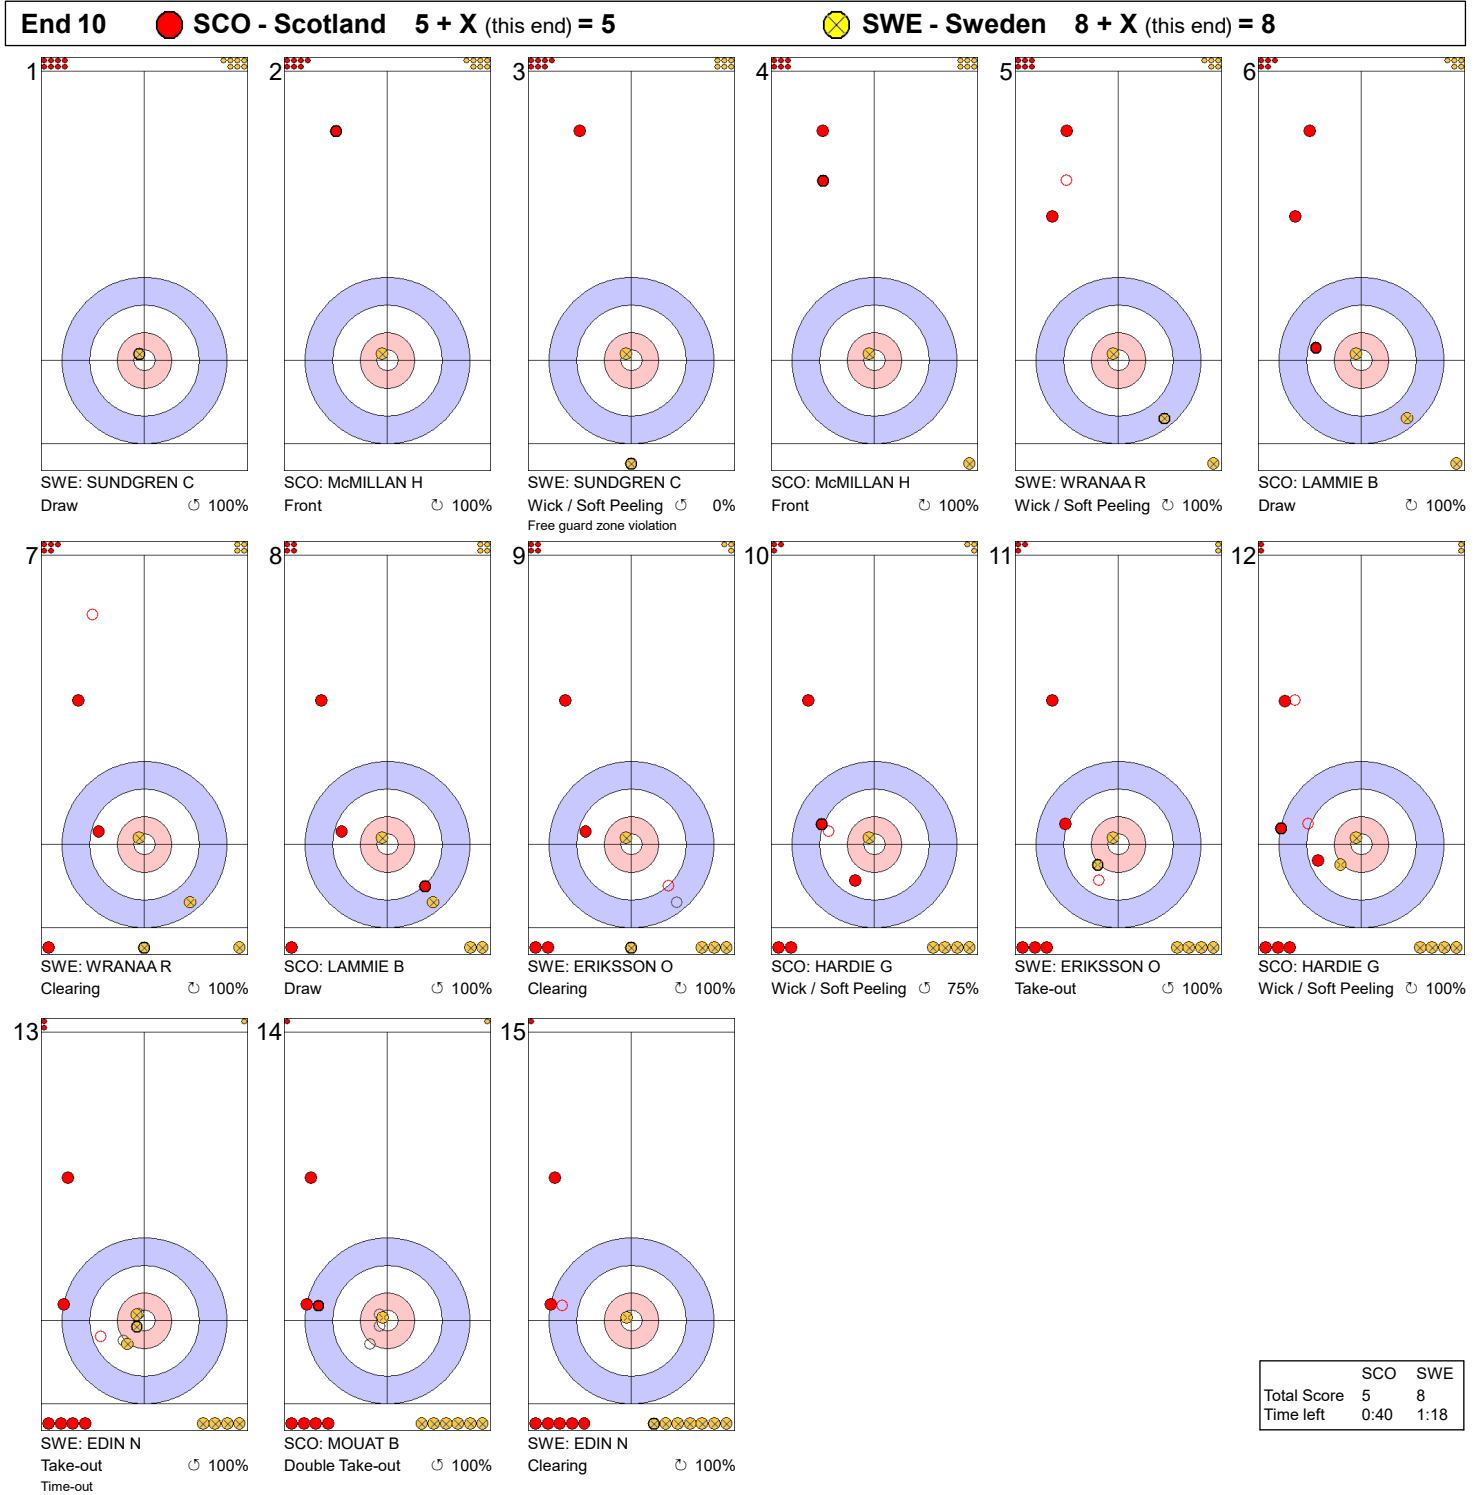 End 10 SCO - Scotland 5 + X (this end) = 5 SWE - Sweden 8 + X (this end) = 8
1 2 3 4 5 6
SWE: SUNDGREN C SCO: McMILLAN H SWE: SUNDGREN C SCO: McMILLAN H SWE: WRANAA R SCO: LAMMIE B
Draw ↺ 100% Front ↻ 100% Wick / Soft Peeling ↺ 0% Front ↻ 100% Wick / Soft Peeling ↻ 100% Draw ↻ 100%
Free guard zone violation
7 8 9 10 11 12
SWE: WRANAA R SCO: LAMMIE B SWE: ERIKSSON O SCO: HARDIE G SWE: ERIKSSON O SCO: HARDIE G
Clearing ↻ 100% Draw ↺ 100% Clearing ↻ 100% Wick / Soft Peeling ↺ 75% Take-out ↺ 100% Wick / Soft Peeling ↻ 100%
13 14 15
SWE: EDIN N SCO: MOUAT B SWE: EDIN N
Take-out ↺ 100% Double Take-out ↺ 100% Clearing ↻ 100%
Time-out
SCO SWE
Total Score 5 8
Time left 0:40 1:18